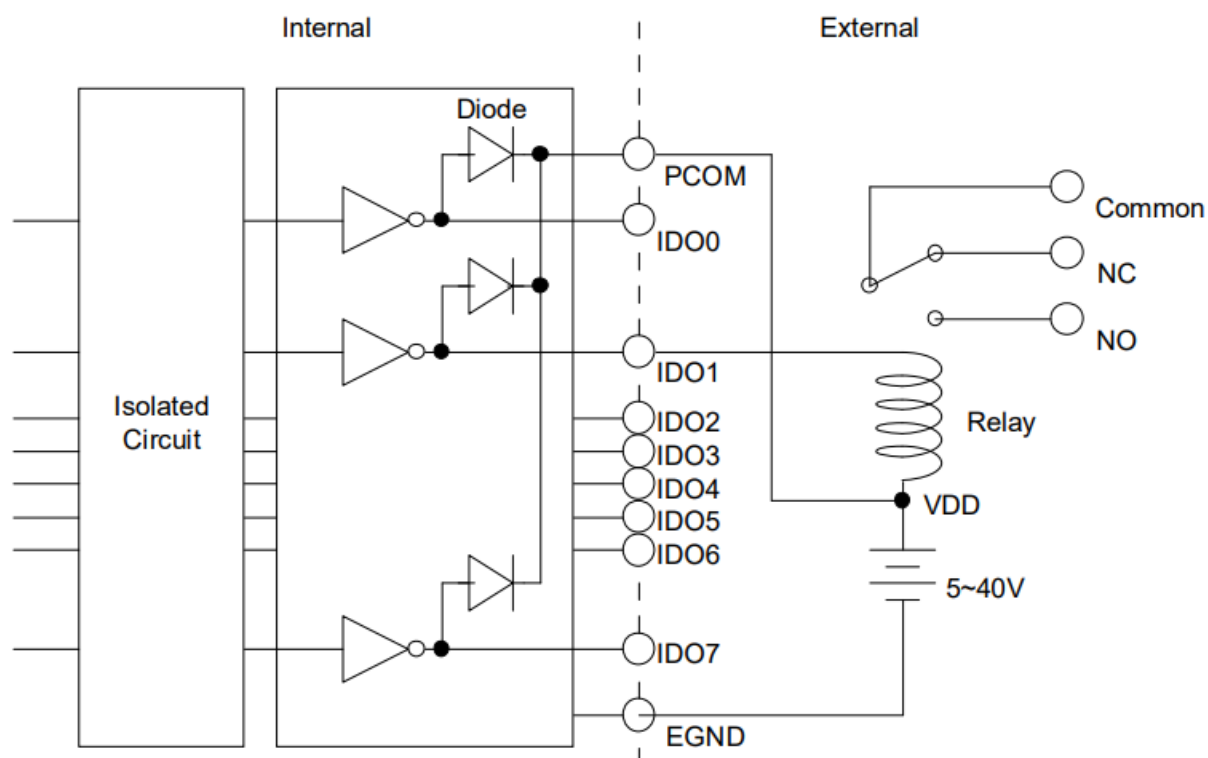 Internal
External
Diode
PCOM
Common
IDO0
NC
NO
IDO1
Isolated
Circuit
IDO2
Relay
IDO3
IDO4
VDD
IDO5
IDO6
5~40V
IDO7
EGND